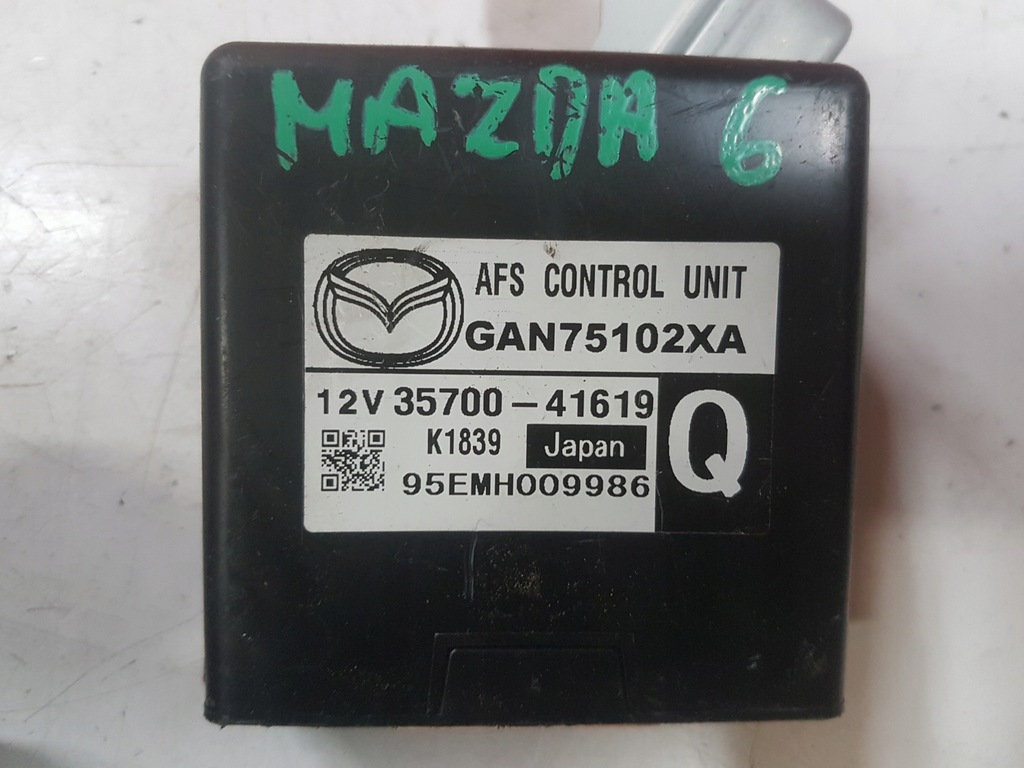 MAZDA 6
AFS CONTROL UNIT
GAN75102XA
12V 35700-41619
K1839 Japan
95EMH009986
Q